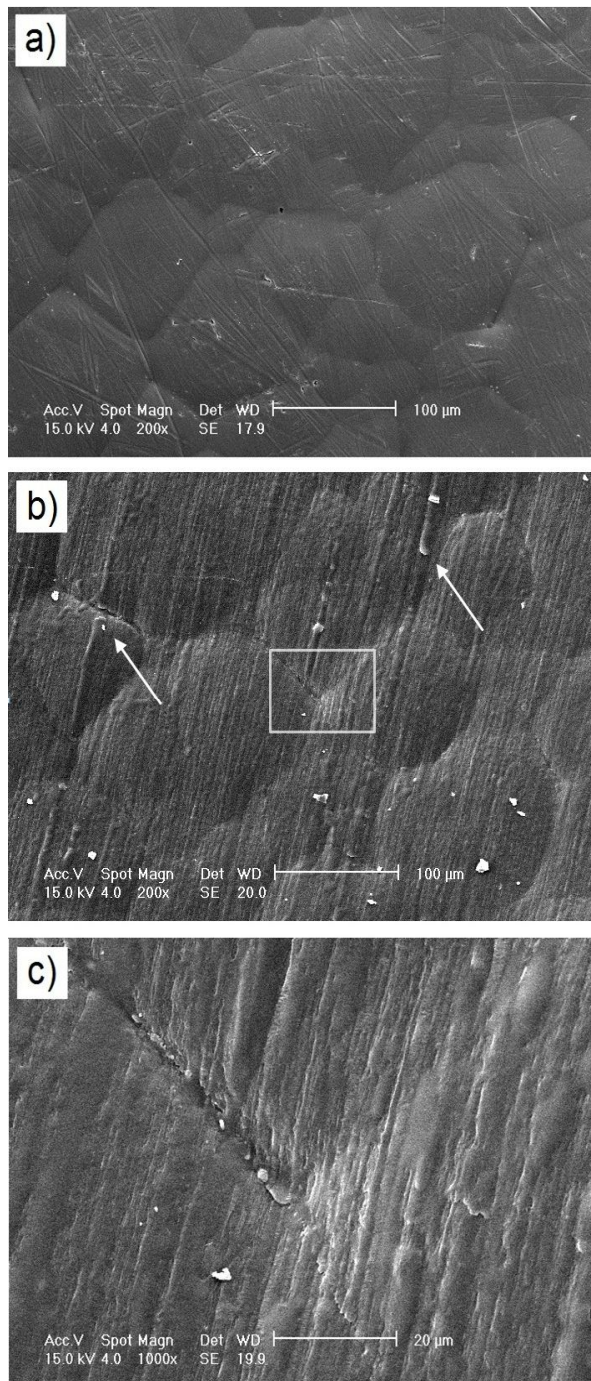 a)
Acc.V Spot Magn Det WD 100 µm
15.0 kV 4.0 200x SE 17.9
b)
Acc.V Spot Magn Det WD 100 µm
15.0 kV 4.0 200x SE 20.0
c)
Acc.V Spot Magn Det WD 20 µm
15.0 kV 4.0 1000x SE 19.9